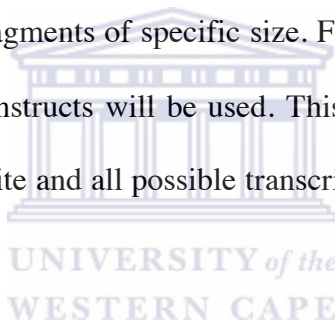 agments of specific size. F
nstructs will be used. This
ite and all possible transcri
UNIVERSITY of the
WESTERN CAPE